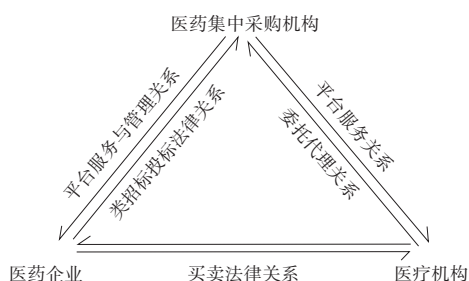 医药集中采购机构
平台服务与管理关系
类招标投标法律关系
平台服务关系
委托代理关系
医药企业
买卖法律关系
医疗机构